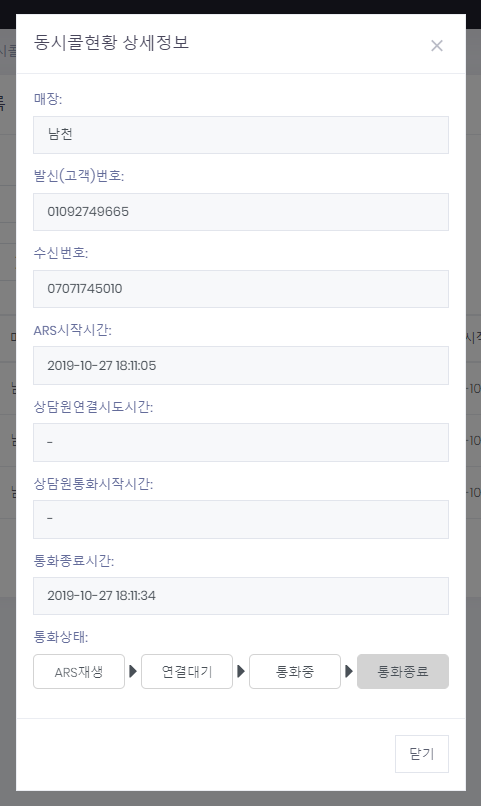 동시콜현황 상세정보
×
매장:
남천
발신(고객)번호:
01092749665
수신번호:
07071745010
ARS시작시간:
2019-10-27 18:11:05
상담원연결시도시간:
-
상담원통화시작시간:
-
통화종료시간:
2019-10-27 18:11:34
통화상태:
ARS재생 연결대기 통화중 통화종료
닫기